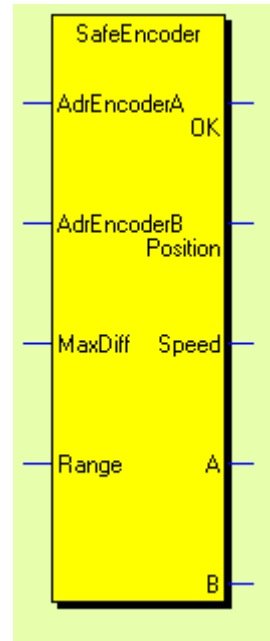 SafeEncoder
AdrEncoderA
OK
AdrEncoderB
Position
MaxDiff Speed
Range A
B